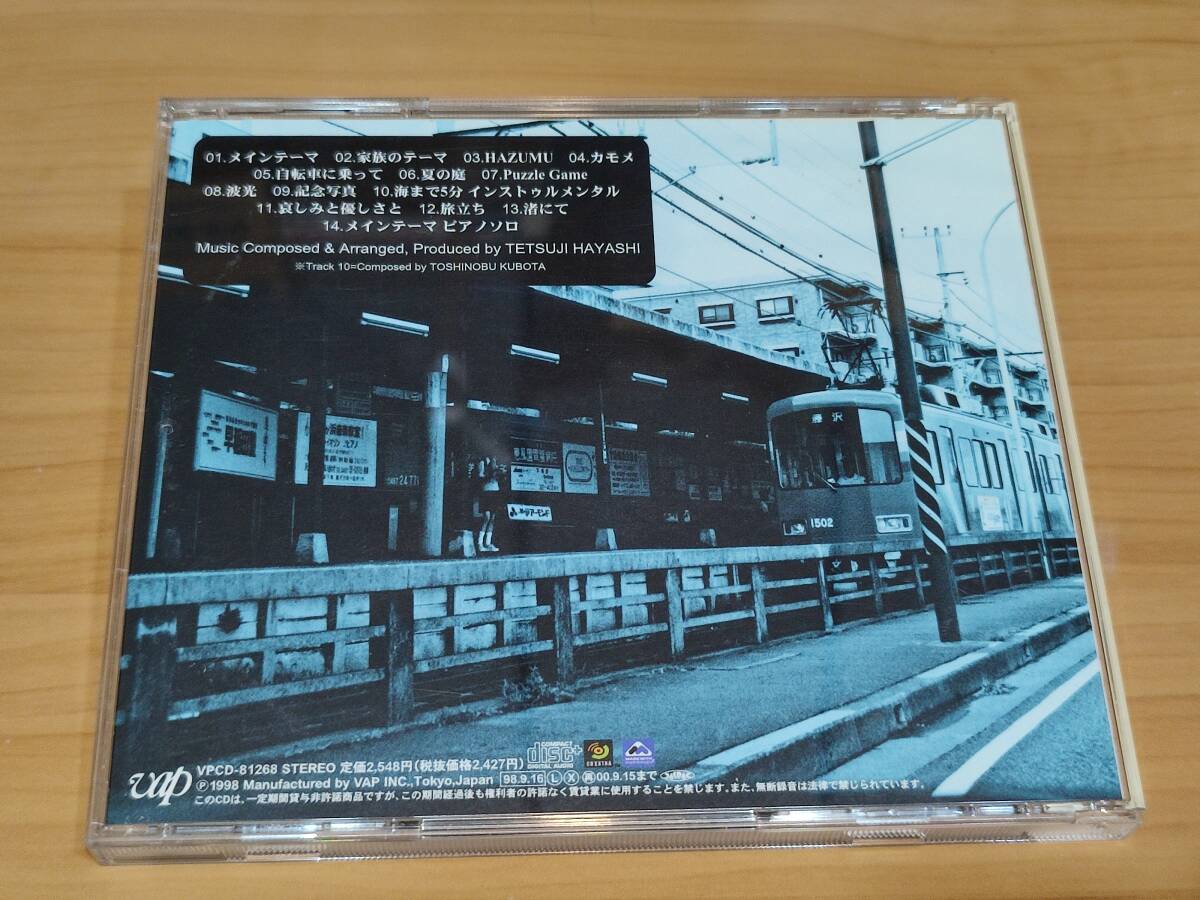 01.メインテーマ 02.家族のテーマ 03.HAZUMU 04.カモメ
05.自転車に乗って 06.夏の庭 07.Puzzle Game
08.波光 09.記念写真 10.海まで5分 インストゥルメンタル
11.哀しみと優しさと 12.旅立ち 13.渚にて
14.メインテーマ ピアノソロ
Music Composed & Arranged, Produced by TETSUJI HAYASHI
※Track 10=Composed by TOSHINOBU KUBOTA
藤沢
1502
vap
VPCD-81268 STEREO 定価2,548円(税抜価格2,427円)
COMPACT disc+ DIGITAL AUDIO
Ⓟ1998 Manufactured by VAP INC.,Tokyo,Japan 98.9.16 L X 再00.9.15まで
このCDは、一定期間貸与非許諾商品ですが、この期間経過後も権利者の許諾なく賃貸業に使用することを禁じます。また、無断録音は法律で禁じられています。